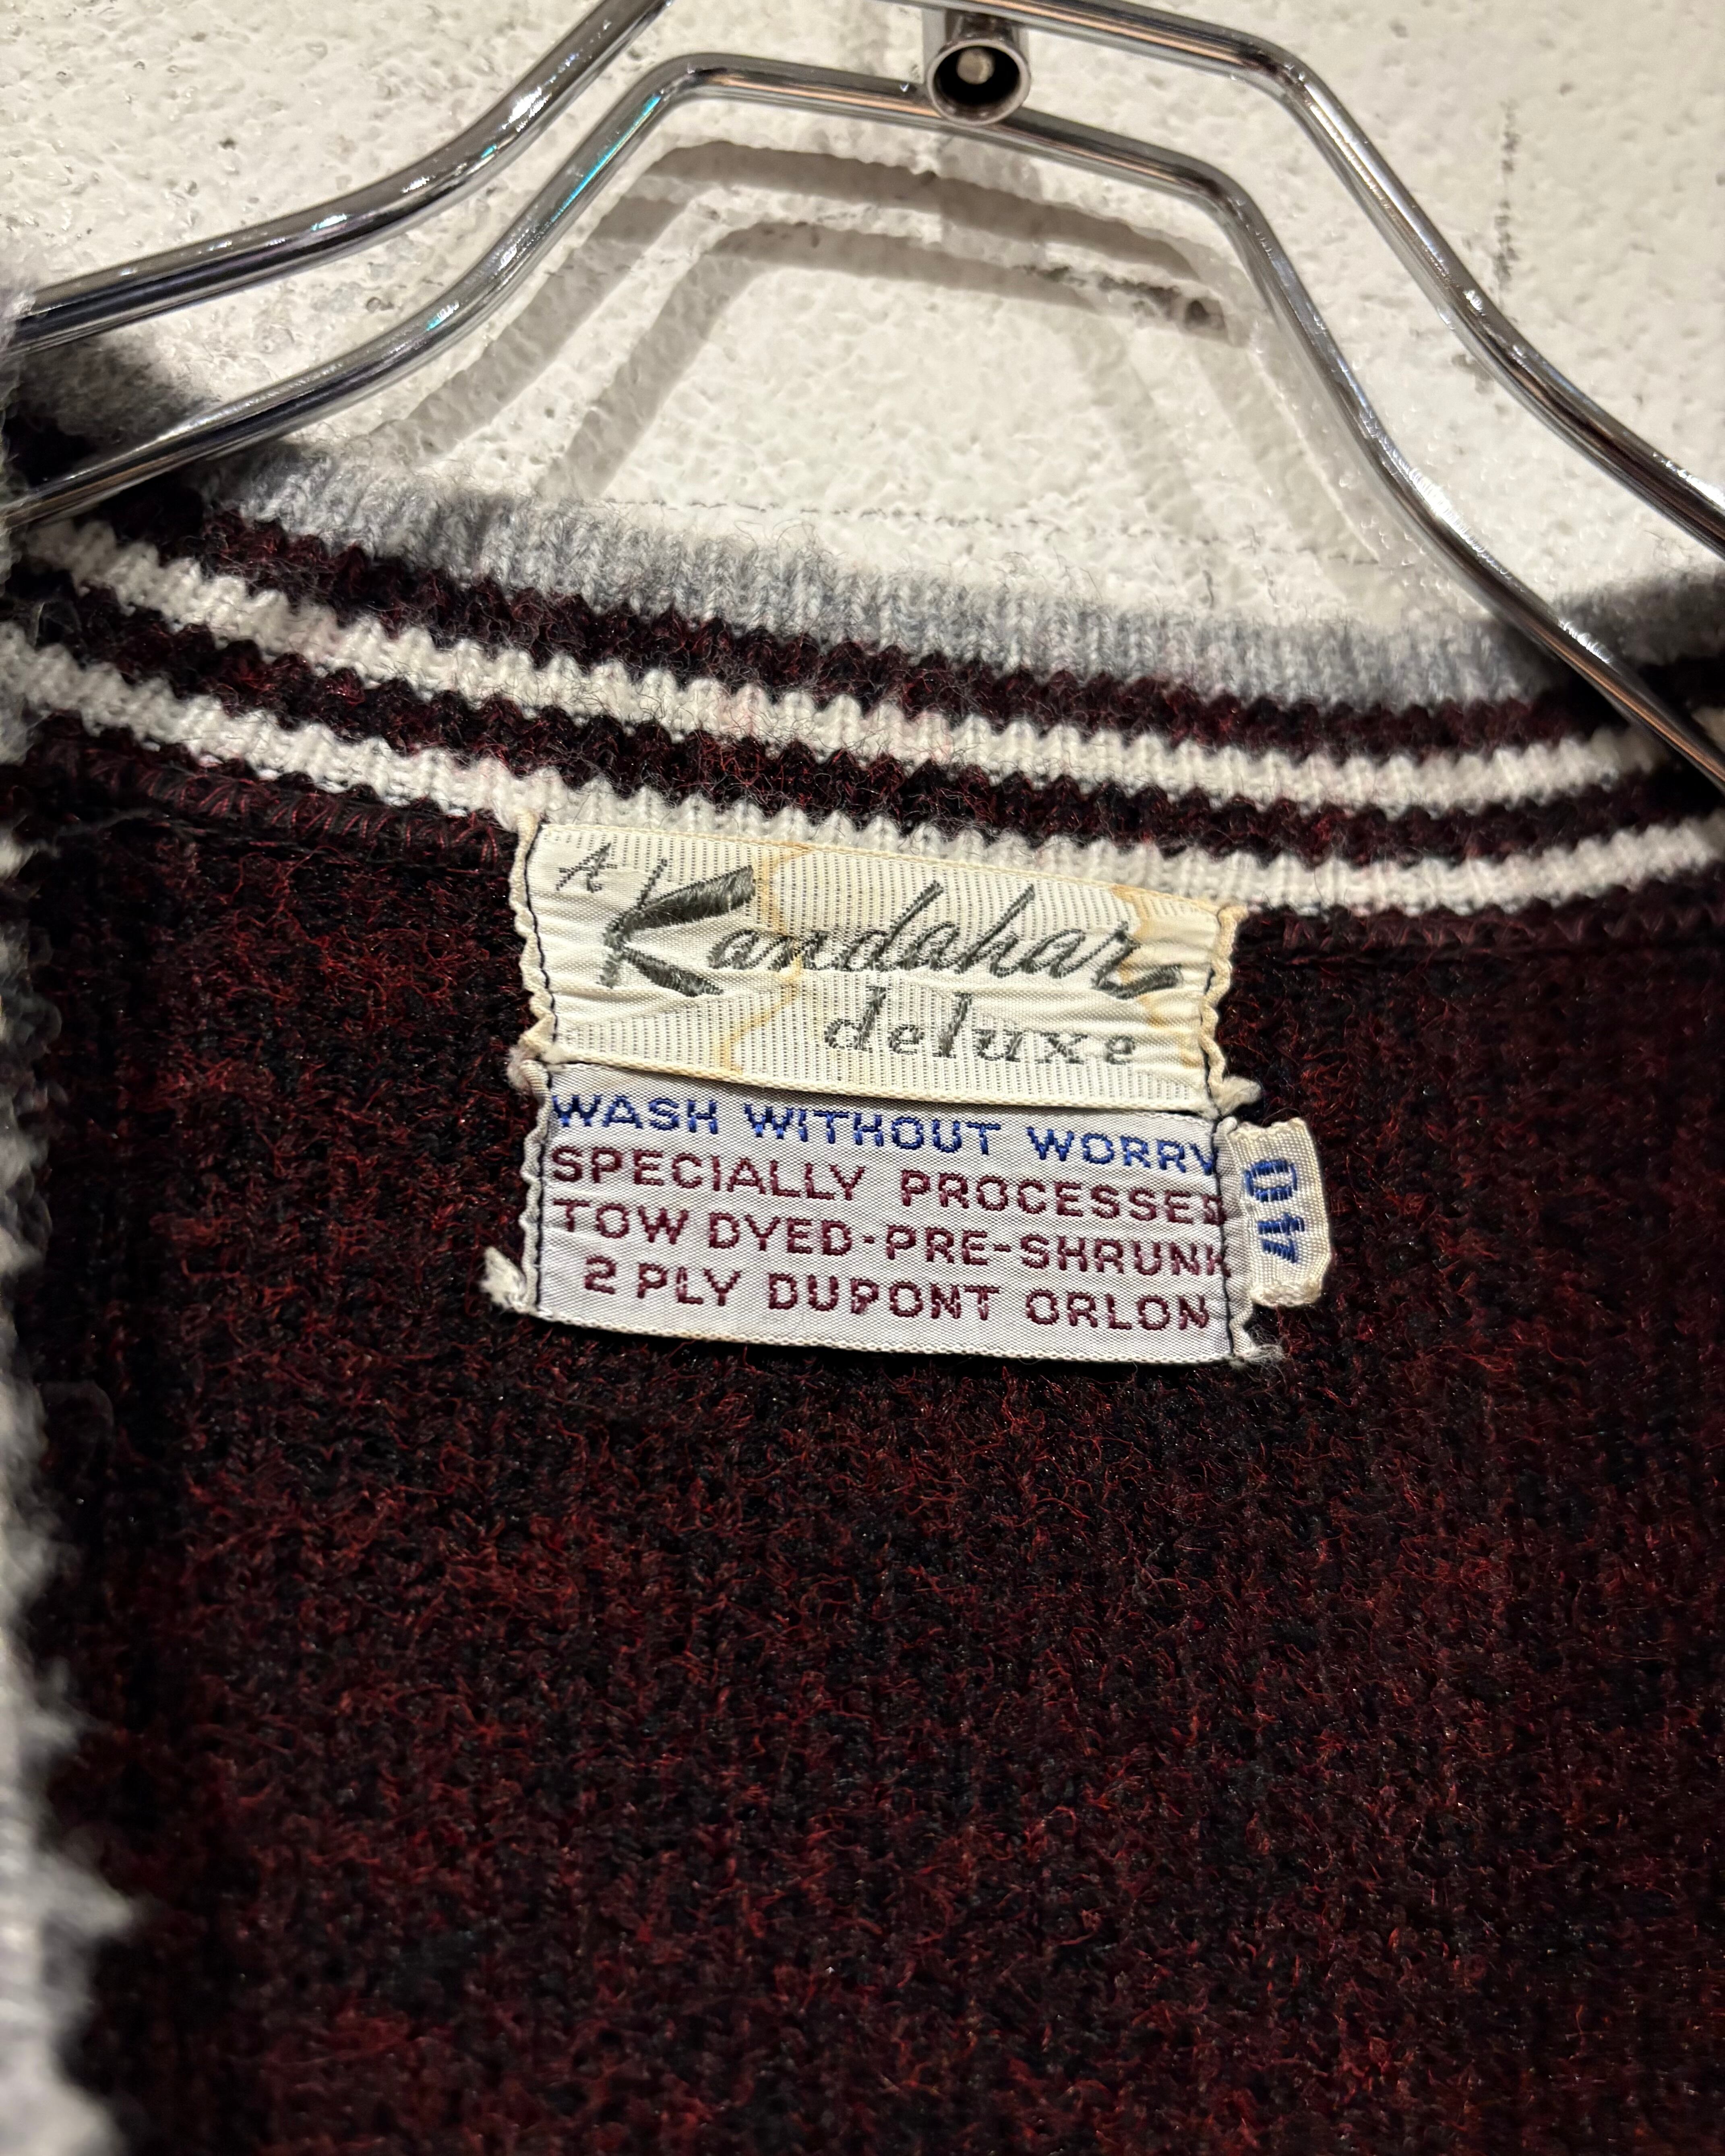 A Kandahar
deluxe
WASH WITHOUT WORRY
SPECIALLY PROCESSED
TOW DYED-PRE-SHRUNK
2 PLY DUPONT ORLON
40